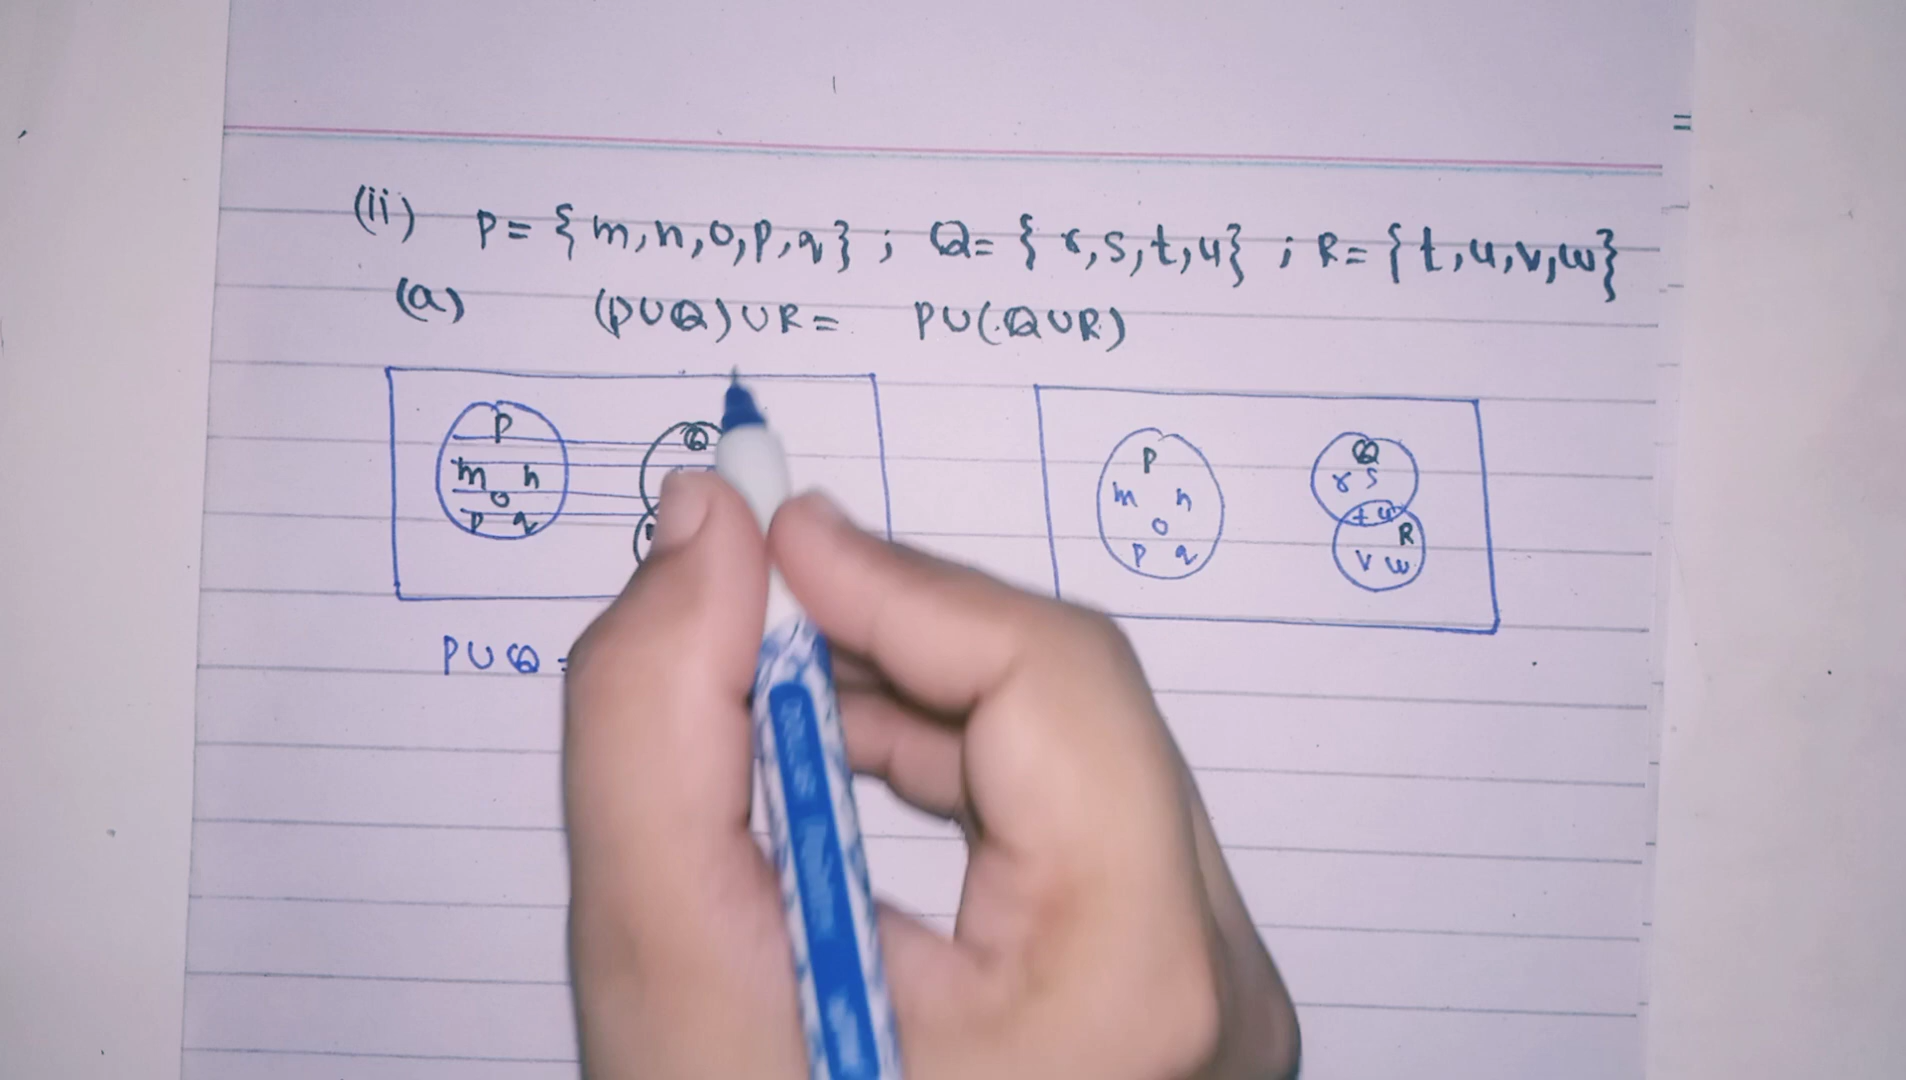 (ii) P = { m, n, o, p, q } ; Q = { r, s, t, u } ; R = { t, u, v, w }
(a) (P∪Q)∪R = P∪(Q∪R)
P
m n
o
p q
Q
P
m n
o
p q
Q
r s
t u
R
v w
P∪Q =